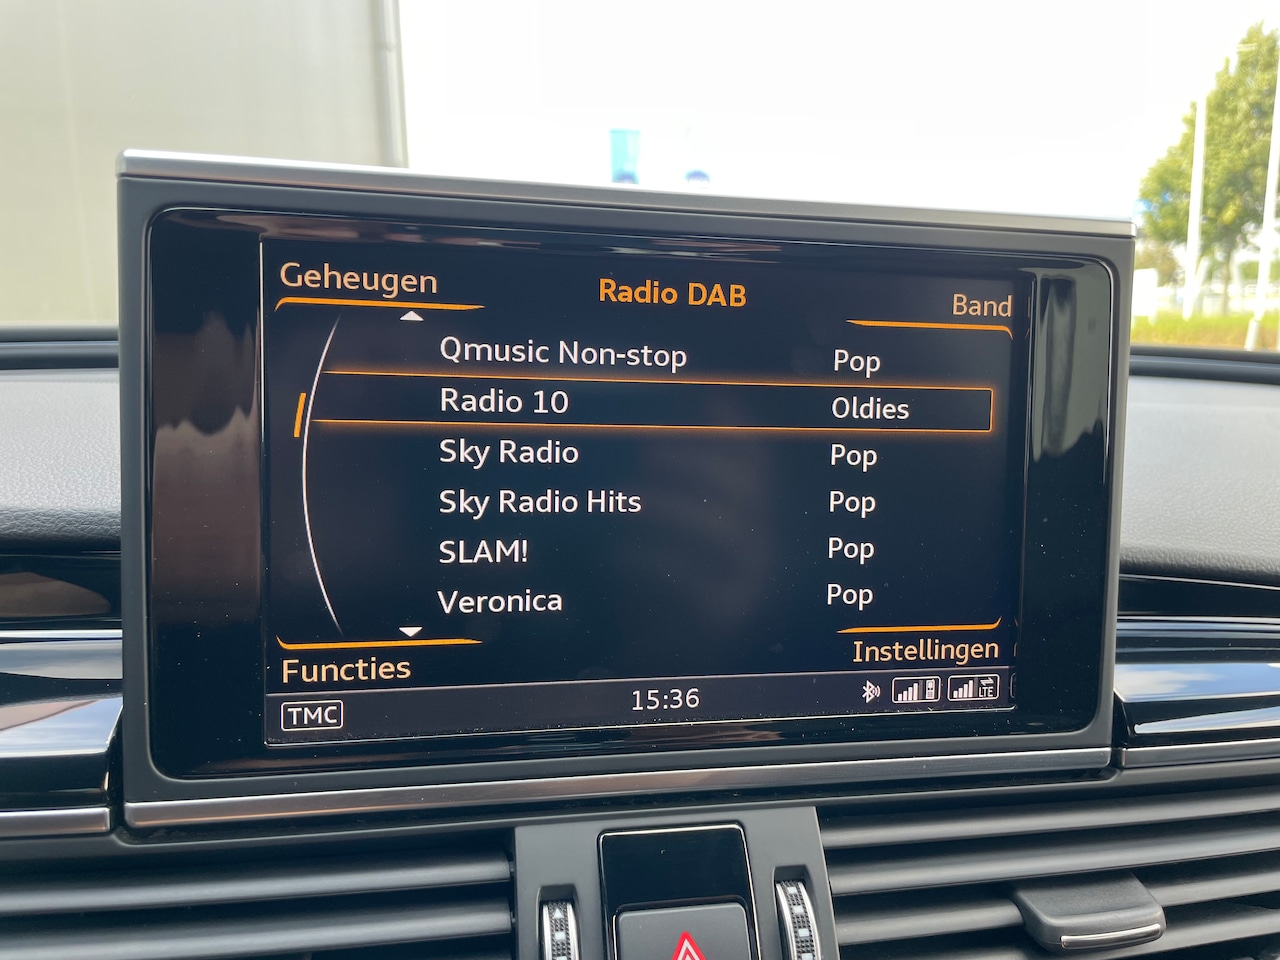 Geheugen
Radio DAB
Band
Qmusic Non-stop Pop
Radio 10 Oldies
Sky Radio Pop
Sky Radio Hits Pop
SLAM! Pop
Veronica Pop
Functies
Instellingen
TMC
15:36
LTE